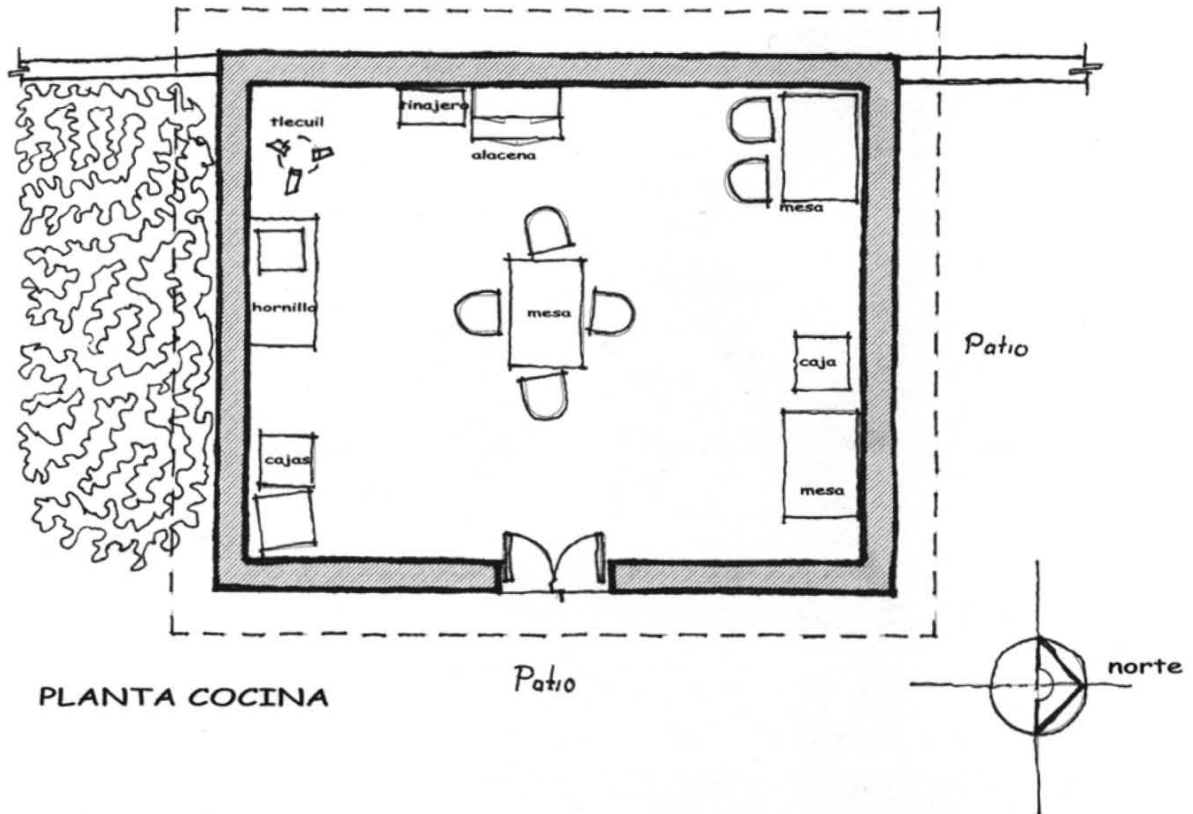 tinajero
tlecuil
alacena
mesa
hornilla
mesa
Patio
caja
cajas
mesa
Patio
norte
PLANTA COCINA